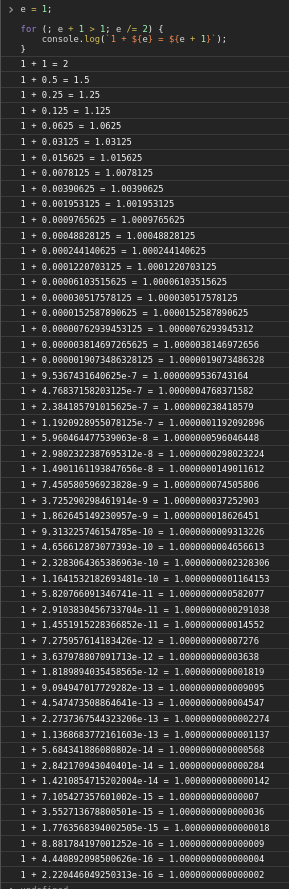 > e = 1;
for (; e + 1 > 1; e /= 2) {
console.log(`1 + ${e} = ${e + 1}`);
}
1 + 1 = 2
1 + 0.5 = 1.5
1 + 0.25 = 1.25
1 + 0.125 = 1.125
1 + 0.0625 = 1.0625
1 + 0.03125 = 1.03125
1 + 0.015625 = 1.015625
1 + 0.0078125 = 1.0078125
1 + 0.00390625 = 1.00390625
1 + 0.001953125 = 1.001953125
1 + 0.0009765625 = 1.0009765625
1 + 0.00048828125 = 1.00048828125
1 + 0.000244140625 = 1.000244140625
1 + 0.0001220703125 = 1.0001220703125
1 + 0.00006103515625 = 1.00006103515625
1 + 0.000030517578125 = 1.000030517578125
1 + 0.0000152587890625 = 1.0000152587890625
1 + 0.00000762939453125 = 1.0000076293945312
1 + 0.000003814697265625 = 1.0000038146972656
1 + 0.0000019073486328125 = 1.0000019073486328
1 + 9.5367431640625e-7 = 1.0000009536743164
1 + 4.76837158203125e-7 = 1.0000004768371582
1 + 2.384185791015625e-7 = 1.000000238418579
1 + 1.1920928955078125e-7 = 1.0000001192092896
1 + 5.960464477539063e-8 = 1.0000000596046448
1 + 2.9802322387695312e-8 = 1.0000000298023224
1 + 1.4901161193847656e-8 = 1.0000000149011612
1 + 7.450580596923828e-9 = 1.0000000074505806
1 + 3.725290298461914e-9 = 1.0000000037252903
1 + 1.862645149230957e-9 = 1.0000000018626451
1 + 9.313225746154785e-10 = 1.0000000009313226
1 + 4.656612873077393e-10 = 1.0000000004656613
1 + 2.3283064365386963e-10 = 1.0000000002328306
1 + 1.1641532182693481e-10 = 1.0000000001164153
1 + 5.820766091346741e-11 = 1.0000000000582077
1 + 2.9103830456733704e-11 = 1.0000000000291038
1 + 1.4551915228366852e-11 = 1.000000000014552
1 + 7.275957614183426e-12 = 1.000000000007276
1 + 3.637978807091713e-12 = 1.000000000003638
1 + 1.8189894035458565e-12 = 1.000000000001819
1 + 9.094947017729282e-13 = 1.0000000000009095
1 + 4.547473508864641e-13 = 1.0000000000004547
1 + 2.2737367544323206e-13 = 1.0000000000002274
1 + 1.1368683772161603e-13 = 1.0000000000001137
1 + 5.684341886080802e-14 = 1.0000000000000568
1 + 2.842170943040401e-14 = 1.0000000000000284
1 + 1.4210854715202004e-14 = 1.0000000000000142
1 + 7.105427357601002e-15 = 1.000000000000007
1 + 3.552713678800501e-15 = 1.0000000000000036
1 + 1.7763568394002505e-15 = 1.0000000000000018
1 + 8.881784197001252e-16 = 1.0000000000000009
1 + 4.440892098500626e-16 = 1.0000000000000004
1 + 2.220446049250313e-16 = 1.0000000000000002